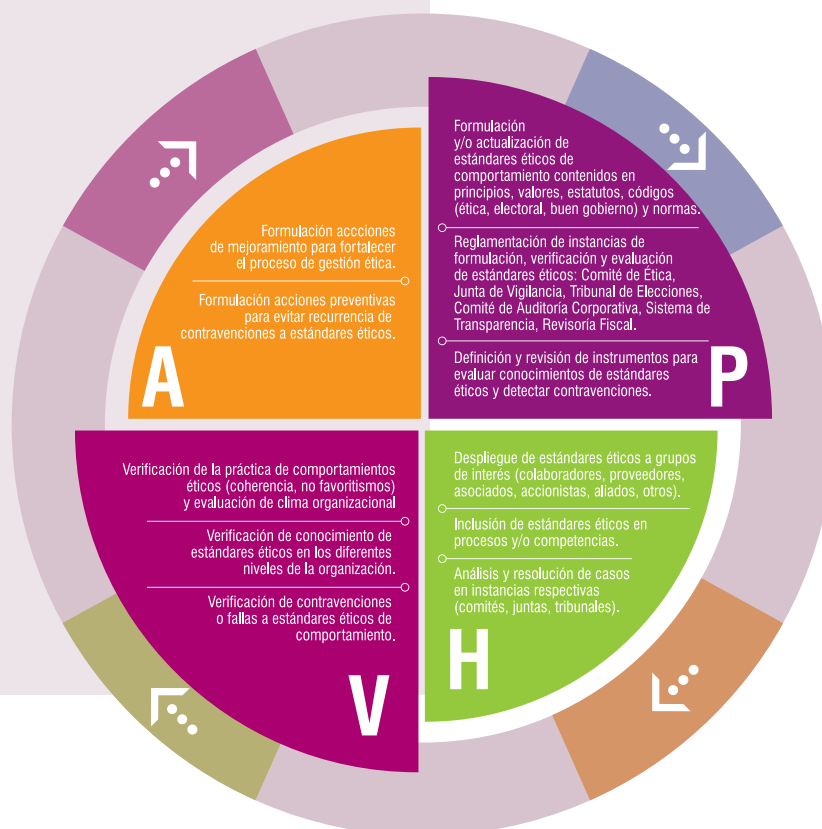 Formulación
y/o actualización de
estándares éticos de
comportamiento contenidos en
principios, valores, estatutos, códigos
(ética, electoral, buen gobierno) y normas.
Reglamentación de instancias de
formulación, verificación y evaluación
de estándares éticos: Comité de Ética,
Junta de Vigilancia, Tribunal de Elecciones,
Comité de Auditoría Corporativa, Sistema de
Transparencia, Revisoría Fiscal.
Definición y revisión de instrumentos para
evaluar conocimientos de estándares
éticos y detectar contravenciones.
P
Despliegue de estándares éticos a grupos
de interés (colaboradores, proveedores,
asociados, accionistas, aliados, otros).
Inclusión de estándares éticos en
procesos y/o competencias.
Análisis y resolución de casos
en instancias respectivas
(comités, juntas, tribunales).
H
Verificación de la práctica de comportamientos
éticos (coherencia, no favoritismos)
y evaluación de clima organizacional
Verificación de conocimiento de
estándares éticos en los diferentes
niveles de la organización.
Verificación de contravenciones
o fallas a estándares éticos de
comportamiento.
V
Formulación accciones
de mejoramiento para fortalecer
el proceso de gestión ética.
Formulación acciones preventivas
para evitar recurrencia de
contravenciones a estándares éticos.
A